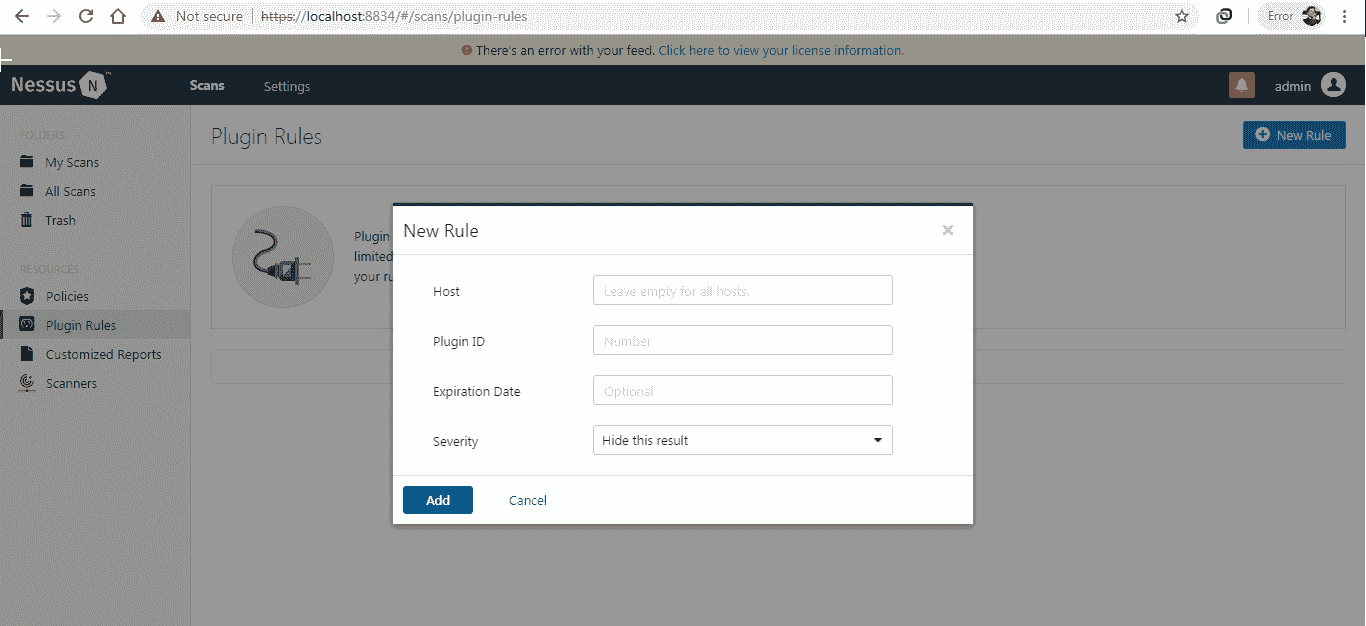 Not secure https://localhost:8834/#/scans/plugin-rules Error
There's an error with your feed. Click here to view your license information.
Nessus N ™ Scans Settings admin
FOLDERS
My Scans
All Scans
Trash
RESOURCES
Policies
Plugin Rules
Customized Reports
Scanners
Plugin Rules New Rule
Plugin
limited
your ru
New Rule
Host Leave empty for all hosts.
Plugin ID Number
Expiration Date Optional
Severity Hide this result
Add Cancel